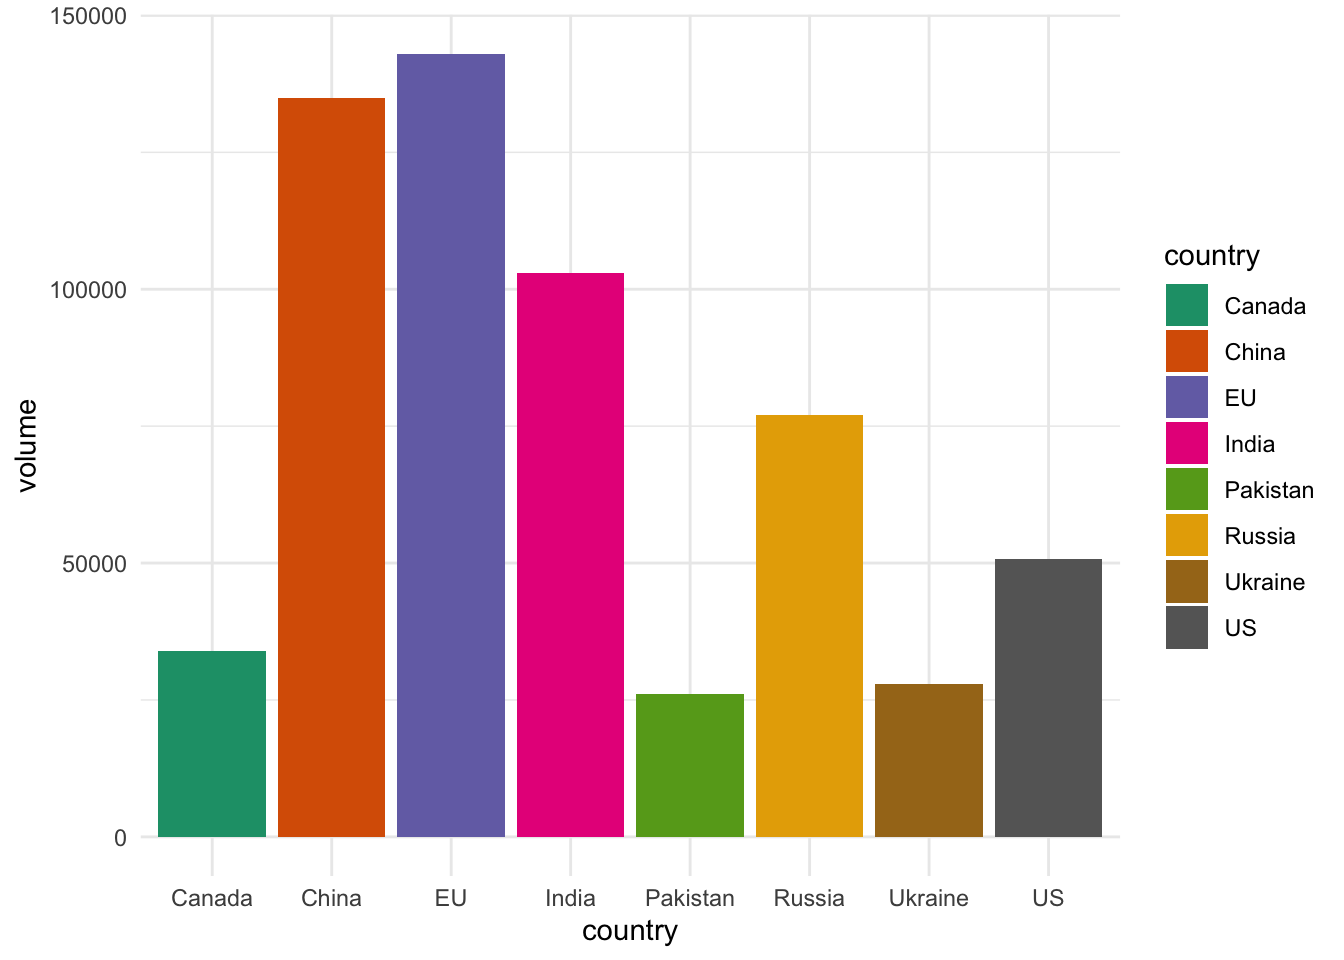 150000
100000
50000
0
volume
Canada China EU India Pakistan Russia Ukraine US
country
country
Canada
China
EU
India
Pakistan
Russia
Ukraine
US